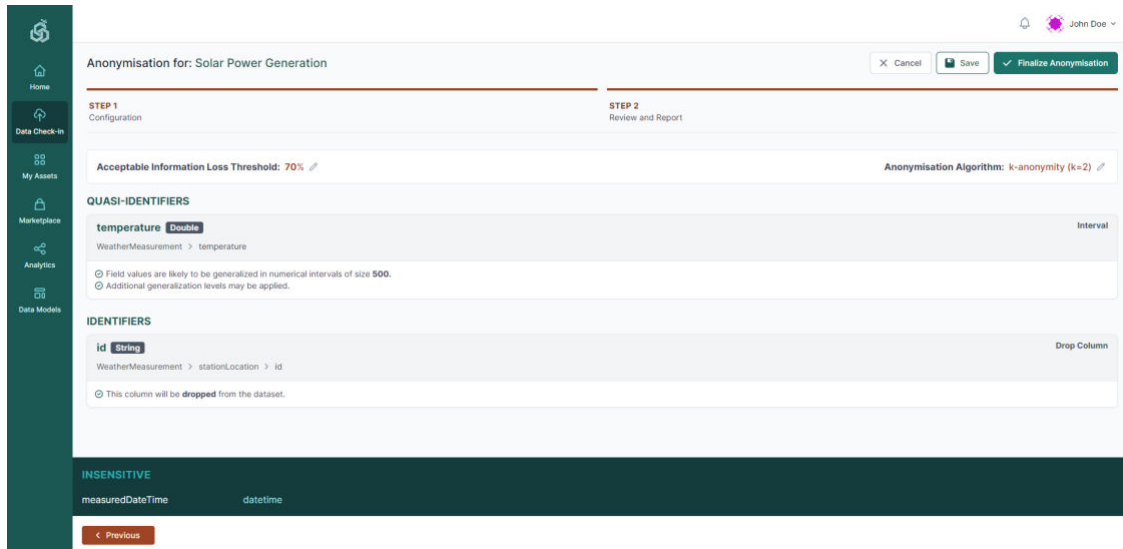 John Doe
Anonymisation for: Solar Power Generation
Cancel
Save
Finalize Anonymisation
Home
Data Check-in
My Assets
Marketplace
Analytics
Data Models
STEP 1
Configuration
STEP 2
Review and Report
Acceptable Information Loss Threshold: 70%
Anonymisation Algorithm: k-anonymity (k=2)
QUASI-IDENTIFIERS
temperature Double
Interval
WeatherMeasurement > temperature
Field values are likely to be generalized in numerical intervals of size 500.
Additional generalization levels may be applied.
IDENTIFIERS
id String
Drop Column
WeatherMeasurement > stationLocation > id
This column will be dropped from the dataset.
INSENSITIVE
measuredDateTime datetime
< Previous